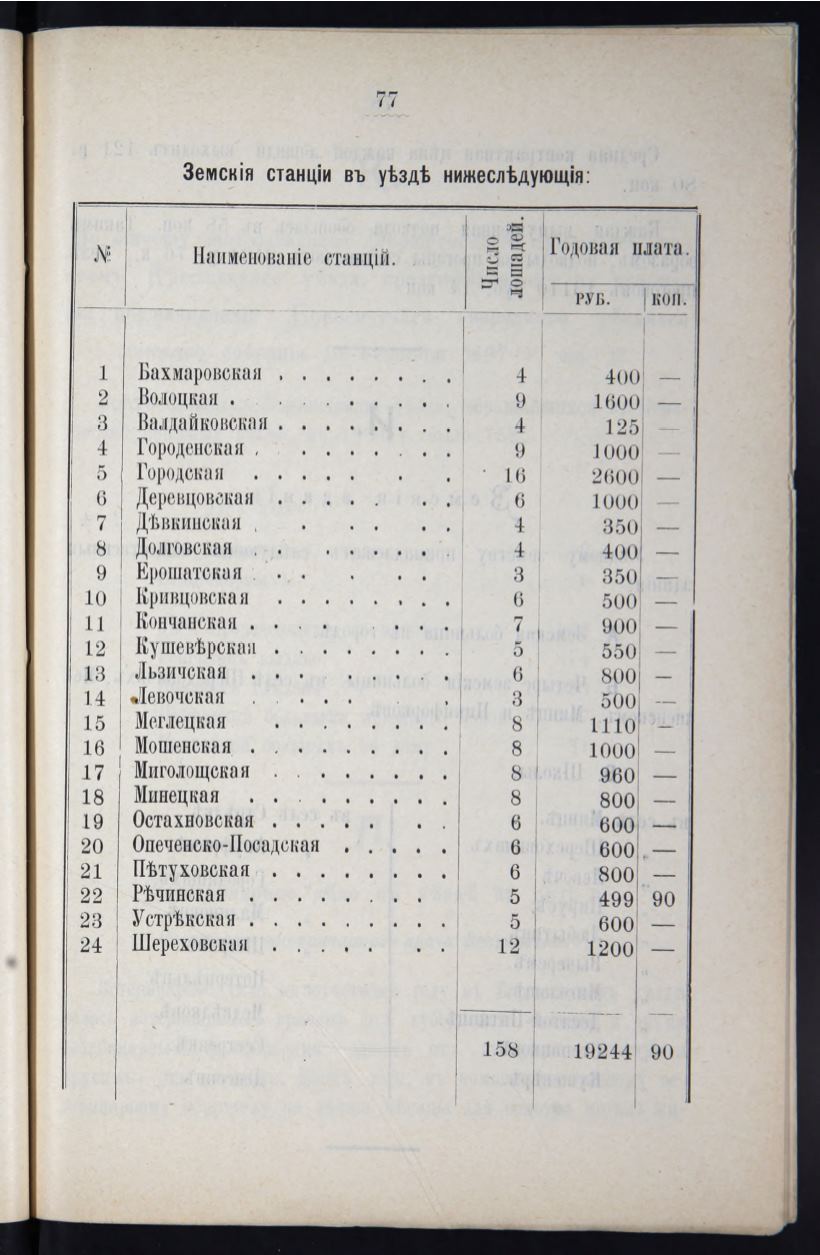 77
Земскія станціи въ уѣздѣ нижеслѣдующія:
№ Наименованіе станцій. Число лошадей. Годовая плата.
РУБ. КОП.
1 Бахмаровская . . . . . . . . 4 400 —
2 Волоцкая . . . . . . . . 9 1600 —
3 Валдайковская . . . . . . . . 4 125 —
4 Городенская . . . . . . . . 9 1000 —
5 Городская . . . . . . . 16 2600 —
6 Деревцовская . . . . . . . . 6 1000 —
7 Дѣвкинская . . . . . . 4 350 —
8 Долговская . . . . . . . . 4 400 —
9 Ерошатская . . . . . . 3 350 —
10 Кривцовская . . . . . . . . 6 500 —
11 Кончанская . . . . . . . . . 7 900 —
12 Кушевѣрская . . . . . . . . 5 550 —
13 Льзичская . . . . . . . . . 6 800 —
14 Левочская . . . . . . . . 3 500 —
15 Меглецкая . . . . . . . . 8 1110 —
16 Мошенская . . . . . . . . 8 1000 —
17 Миголощская . . . . . . . . 8 960 —
18 Минецкая . . . . . . . . . 8 800 —
19 Остахновская . . . . . . . . 6 600 —
20 Опеченско-Посадская . . . . . 6 600 —
21 Пѣтуховская . . . . . . . . . 6 800 —
22 Рѣчинская . . . . . . . . 5 499 90
23 Устрѣкская . . . . . . . . . 5 600 —
24 Шереховская . . . . . . . 12 1200 —
158 19244 90